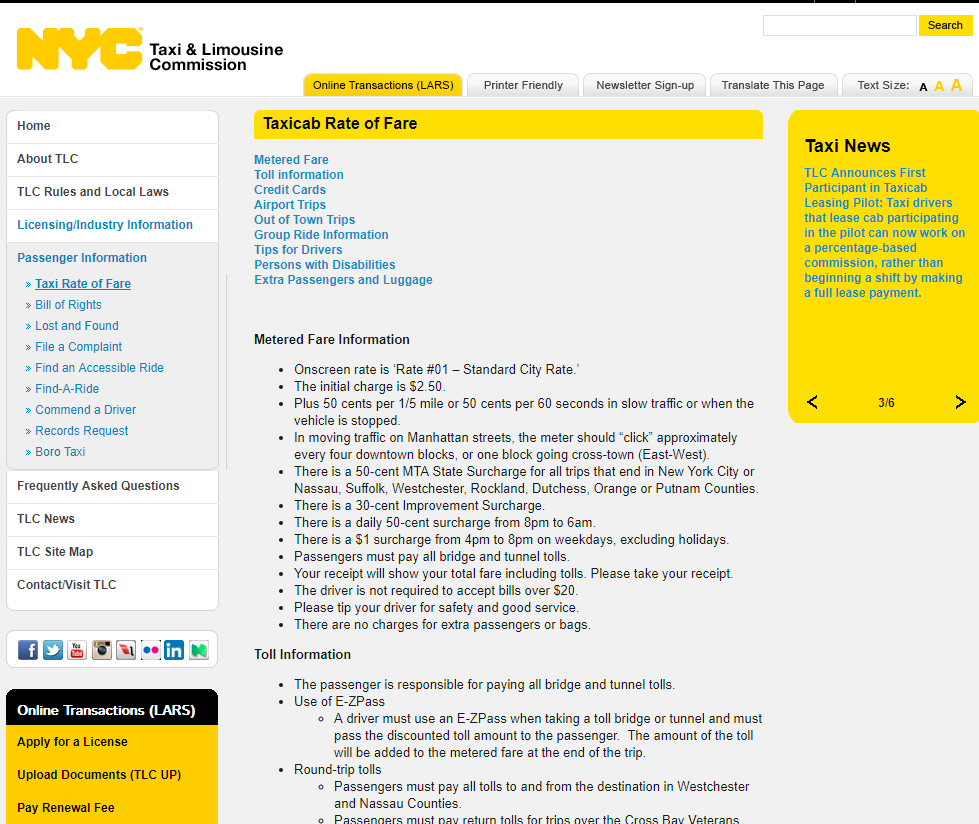 NYC Taxi & Limousine
Commission
Search
Online Transactions (LARS)
Printer Friendly
Newsletter Sign-up
Translate This Page
Text Size: A A A
Home
About TLC
TLC Rules and Local Laws
Licensing/Industry Information
Passenger Information
» Taxi Rate of Fare
» Bill of Rights
» Lost and Found
» File a Complaint
» Find an Accessible Ride
» Find-A-Ride
» Commend a Driver
» Records Request
» Boro Taxi
Frequently Asked Questions
TLC News
TLC Site Map
Contact/Visit TLC
f
You
Tube
in
Online Transactions (LARS)
Apply for a License
Upload Documents (TLC UP)
Pay Renewal Fee
Taxicab Rate of Fare
Metered Fare
Toll information
Credit Cards
Airport Trips
Out of Town Trips
Group Ride Information
Tips for Drivers
Persons with Disabilities
Extra Passengers and Luggage
Metered Fare Information
• Onscreen rate is ‘Rate #01 – Standard City Rate.’
• The initial charge is $2.50.
• Plus 50 cents per 1/5 mile or 50 cents per 60 seconds in slow traffic or when the
vehicle is stopped.
• In moving traffic on Manhattan streets, the meter should “click” approximately
every four downtown blocks, or one block going cross-town (East-West).
• There is a 50-cent MTA State Surcharge for all trips that end in New York City or
Nassau, Suffolk, Westchester, Rockland, Dutchess, Orange or Putnam Counties.
• There is a 30-cent Improvement Surcharge.
• There is a daily 50-cent surcharge from 8pm to 6am.
• There is a $1 surcharge from 4pm to 8pm on weekdays, excluding holidays.
• Passengers must pay all bridge and tunnel tolls.
• Your receipt will show your total fare including tolls. Please take your receipt.
• The driver is not required to accept bills over $20.
• Please tip your driver for safety and good service.
• There are no charges for extra passengers or bags.
Toll Information
• The passenger is responsible for paying all bridge and tunnel tolls.
• Use of E-ZPass
◦ A driver must use an E-ZPass when taking a toll bridge or tunnel and must
pass the discounted toll amount to the passenger. The amount of the toll
will be added to the metered fare at the end of the trip.
• Round-trip tolls
◦ Passengers must pay all tolls to and from the destination in Westchester
and Nassau Counties.
◦ Passengers must pay return tolls for trips over the Cross Bay Veterans
Taxi News
TLC Announces First
Participant in Taxicab
Leasing Pilot: Taxi drivers
that lease cab participating
in the pilot can now work on
a percentage-based
commission, rather than
beginning a shift by making
a full lease payment.
< 3/6 >